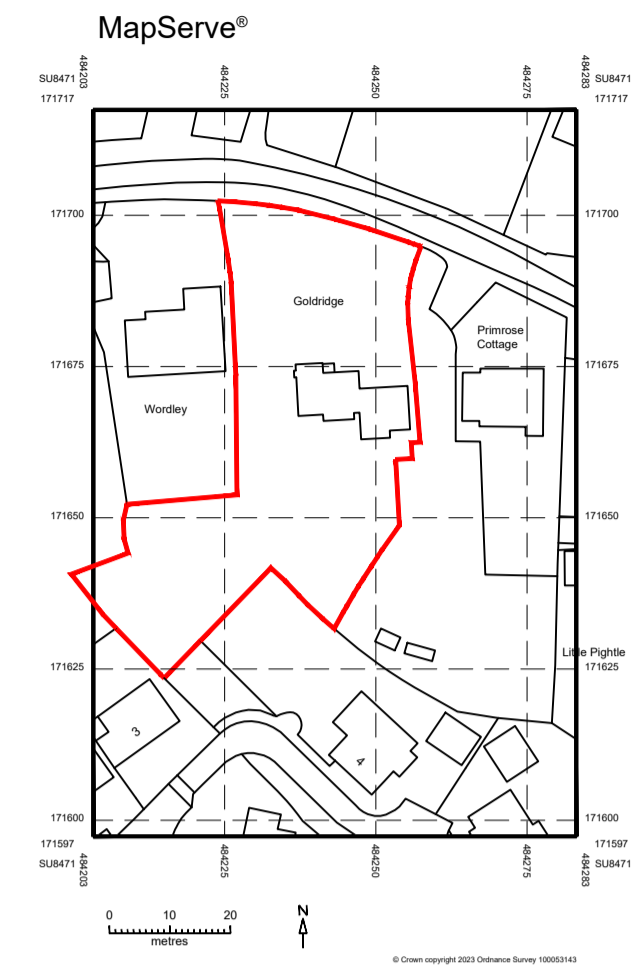 MapServe®
484203
484225
484250
484275
484283
SU8471
171717
SU8471
171717
171700
171700
Goldridge
Primrose
Cottage
171675
171675
Wordley
171650
171650
Little Pightle
171625
171625
3
4
171600
171600
171597
SU8471
171597
SU8471
484203
484225
484250
484275
484283
0 10 20
metres
N
© Crown copyright 2023 Ordnance Survey 100053143